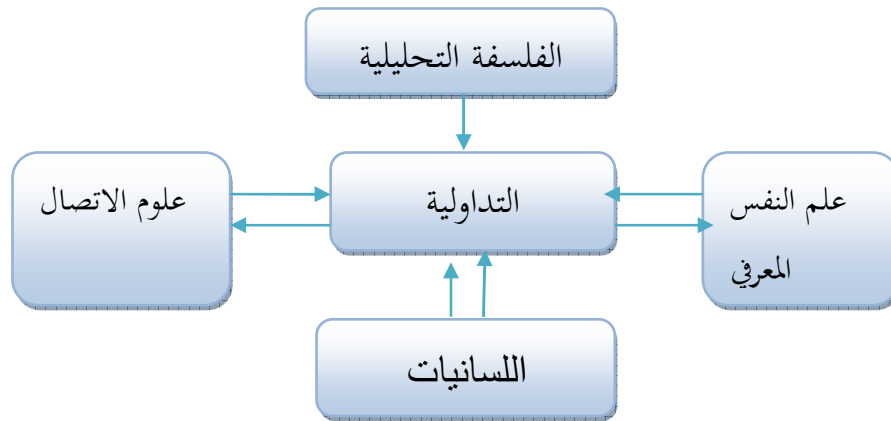 الفلسفة التحليلية
علم النفس
المعرفي
التداولية
علوم الاتصال
اللسانيات